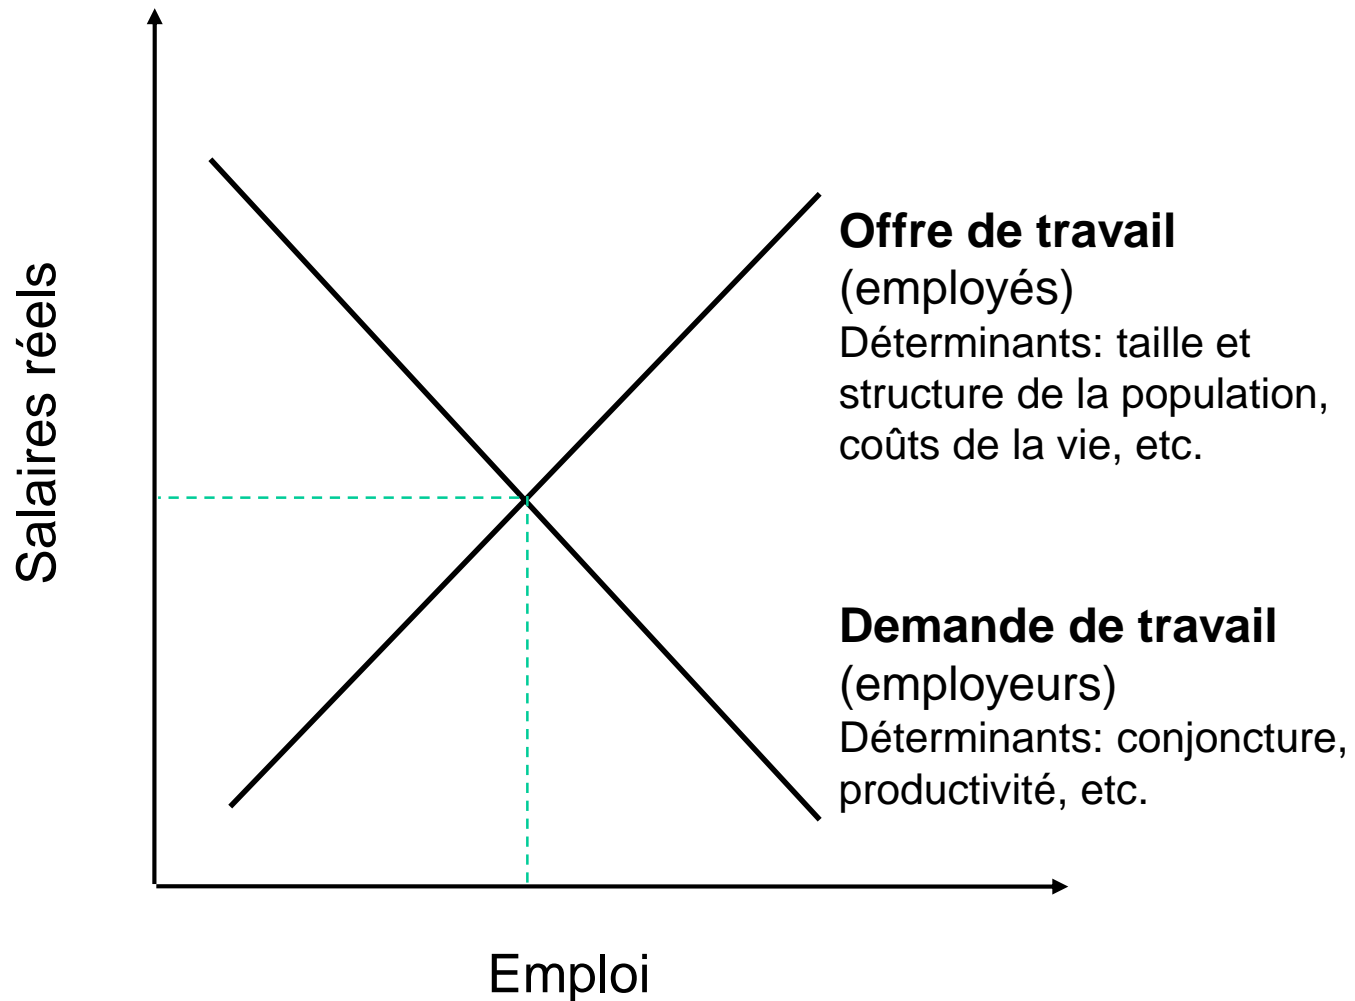 Salaires réels
Offre de travail
(employés)
Déterminants: taille et
structure de la population,
coûts de la vie, etc.
Demande de travail
(employeurs)
Déterminants: conjoncture,
productivité, etc.
Emploi